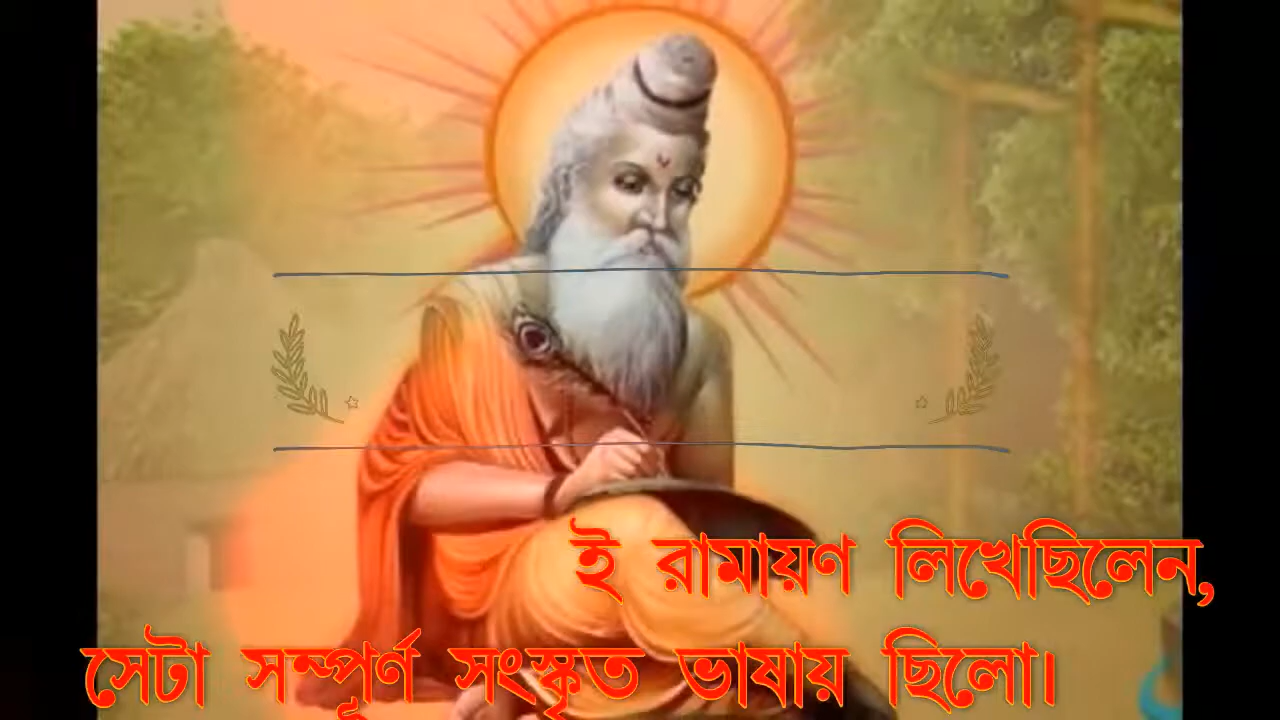 ই রামায়ণ লিখেছিলেন,
সেটা সম্পূর্ণ সংস্কৃত ভাষায় ছিলো।